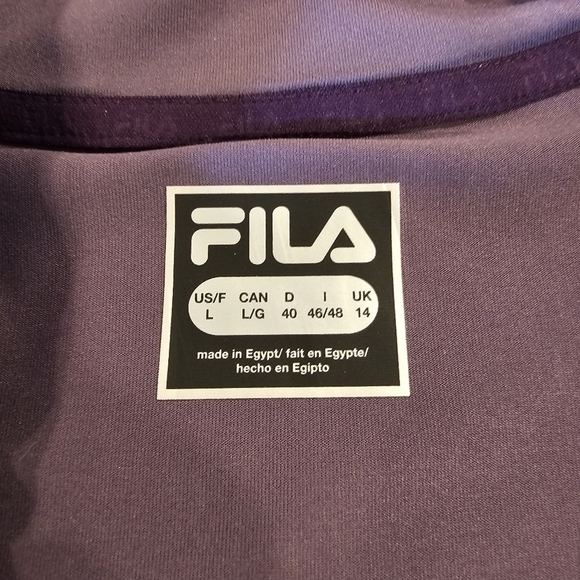 FILA
US/F CAN D I UK
L L/G 40 46/48 14
made in Egypt/ fait en Egypte/
hecho en Egipto